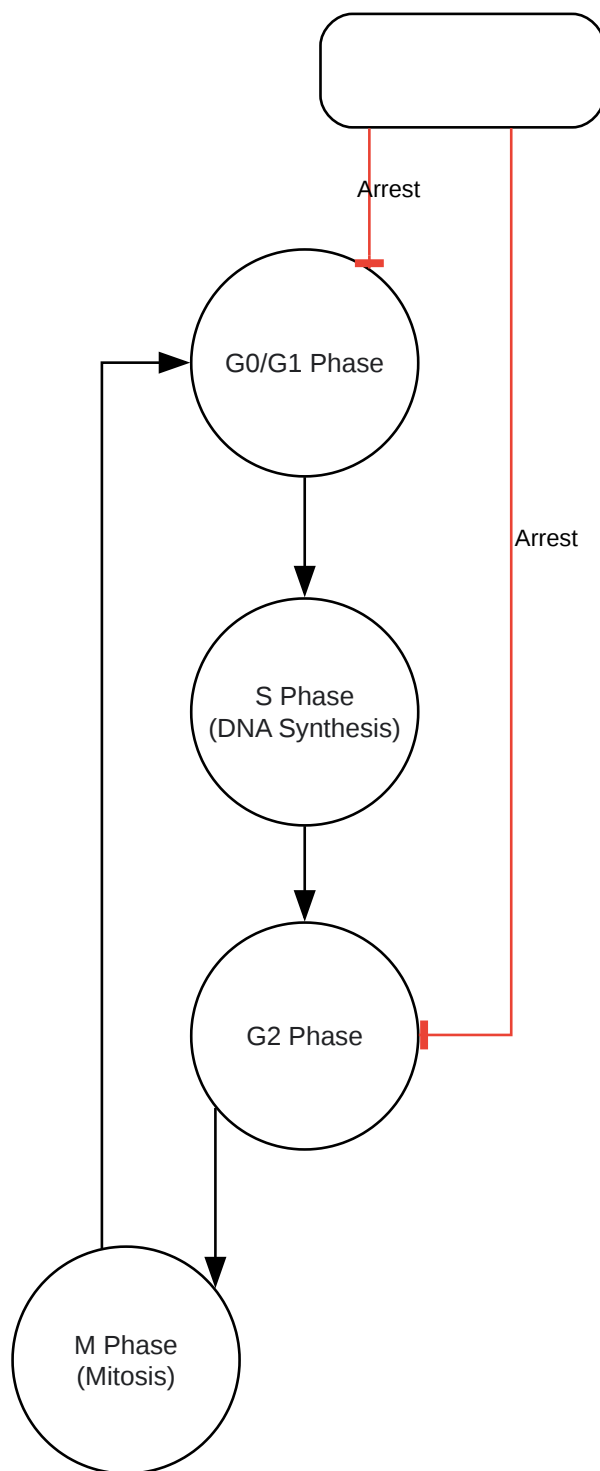 Arrest
G0/G1 Phase
Arrest
S Phase
(DNA Synthesis)
G2 Phase
M Phase
(Mitosis)